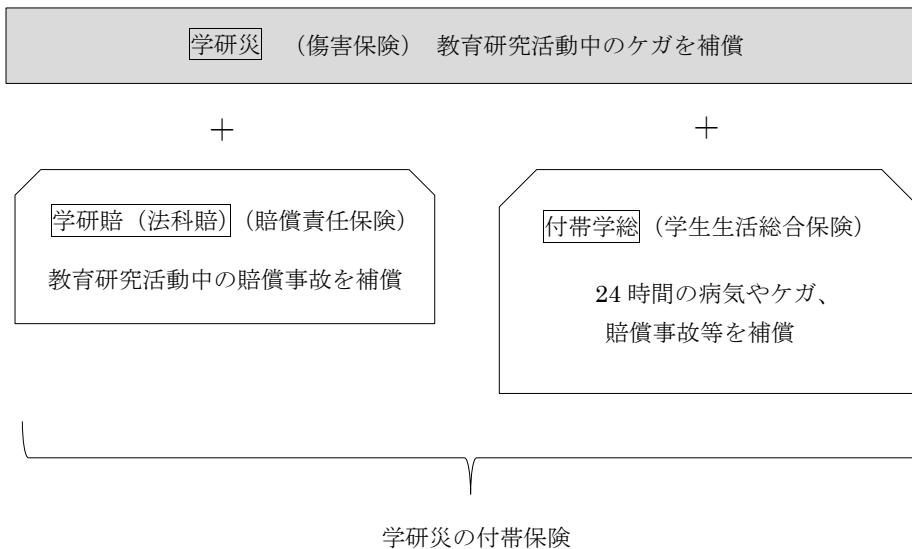 学研災 （傷害保険） 教育研究活動中のケガを補償
＋
＋
学研賠（法科賠）（賠償責任保険）
教育研究活動中の賠償事故を補償
付帯学総（学生生活総合保険）
24 時間の病気やケガ、
賠償事故等を補償
学研災の付帯保険